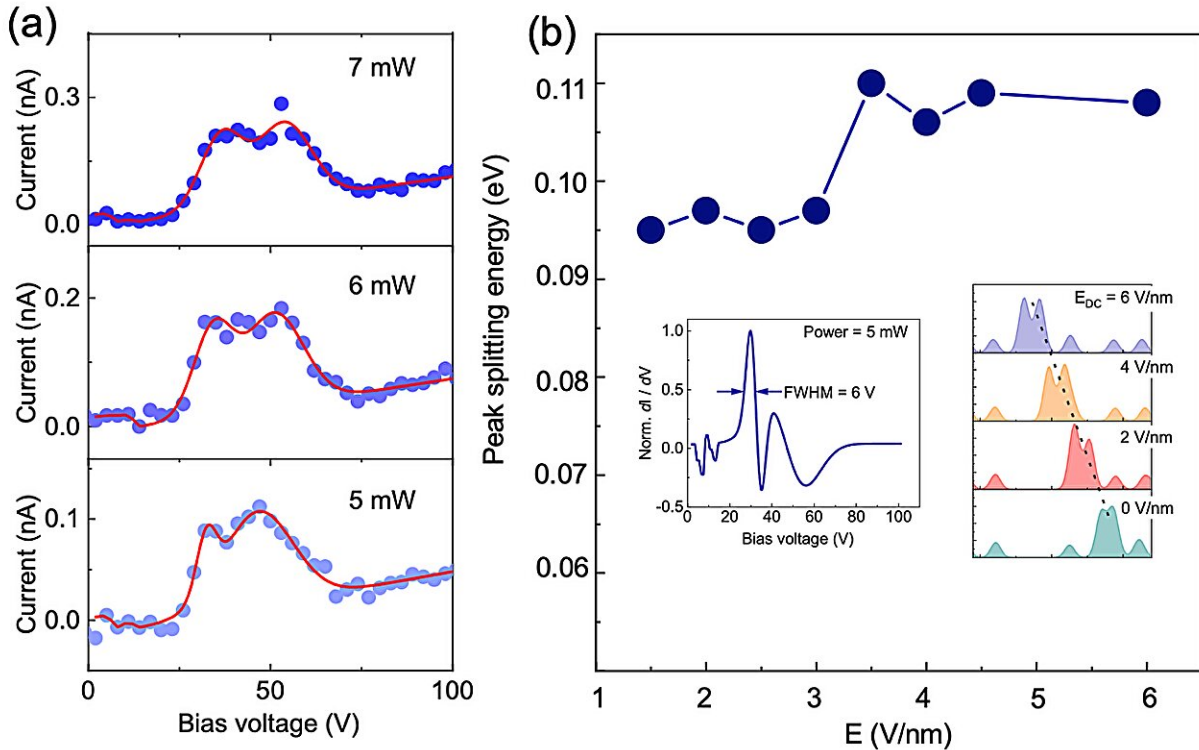 (a)
7 mW
Current (nA)
0.3
0.0
6 mW
Current (nA)
0.2
0.0
5 mW
Current (nA)
0.1
0.0
0 50 100
Bias voltage (V)
(b)
Peak splitting energy (eV)
0.11
0.10
0.09
0.08
0.07
0.06
1 2 3 4 5 6
E (V/nm)
Power = 5 mW
FWHM = 6 V
Norm. dI / dV
1.0
0.5
0.0
-0.5
0 20 40 60 80 100
Bias voltage (V)
E_DC = 6 V/nm
4 V/nm
2 V/nm
0 V/nm